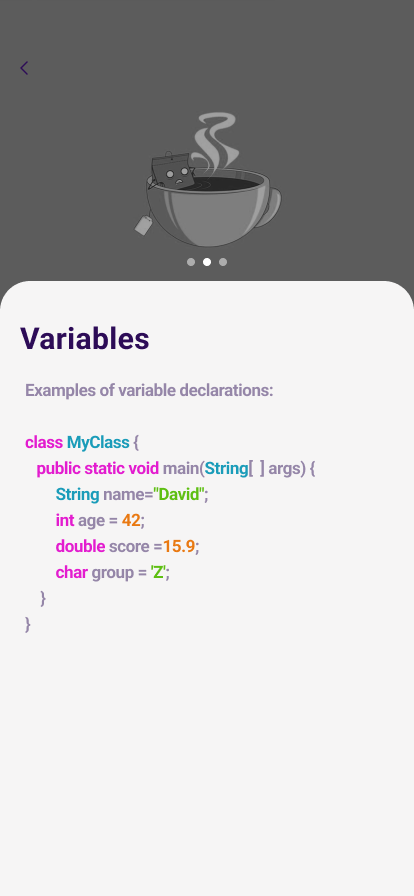 Variables
Examples of variable declarations:
class MyClass {
public static void main(String[ ] args) {
String name="David";
int age = 42;
double score =15.9;
char group = 'Z';
}
}